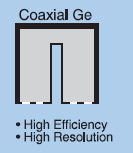 Coaxial Ge
• High Efficiency
• High Resolution